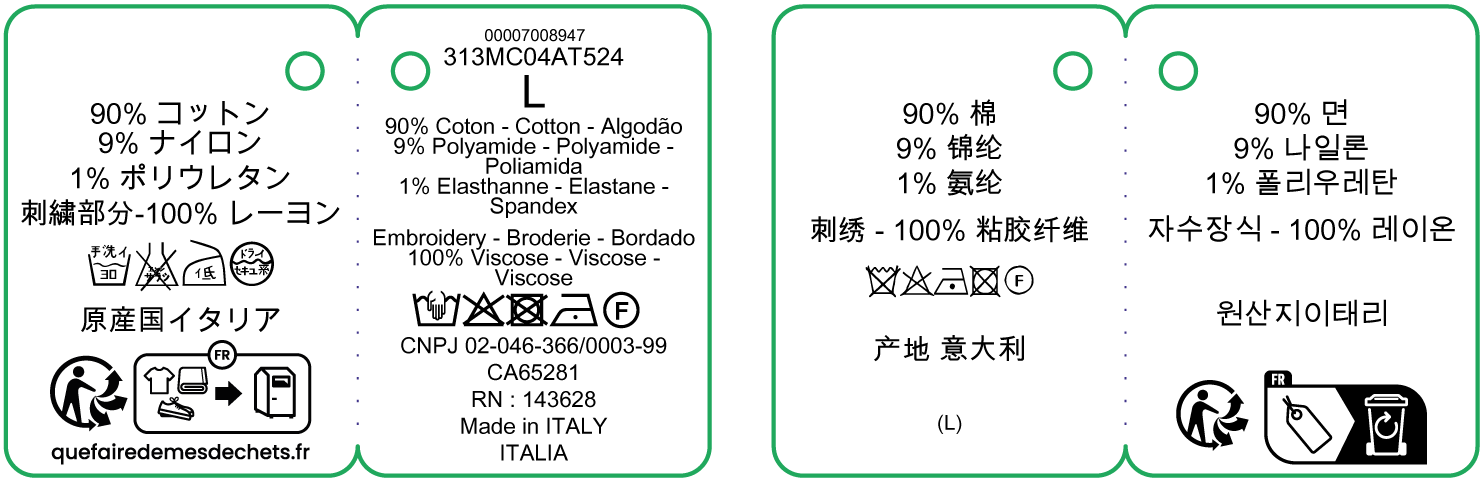 90% コットン
9% ナイロン
1% ポリウレタン
刺繍部分-100% レーヨン
手洗イ
30
サラシ
低
ドライ
セキユ系
原産国イタリア
FR
quefairedemesdechets.fr
00007008947
313MC04AT524
L
90% Coton - Cotton - Algodão
9% Polyamide - Polyamide -
Poliamida
1% Elasthanne - Elastane -
Spandex
Embroidery - Broderie - Bordado
100% Viscose - Viscose -
Viscose
F
CNPJ 02-046-366/0003-99
CA65281
RN : 143628
Made in ITALY
ITALIA
90% 棉
9% 锦纶
1% 氨纶
刺绣 - 100% 粘胶纤维
F
产地 意大利
(L)
90% 면
9% 나일론
1% 폴리우레탄
자수장식 - 100% 레이온
원산지이태리
FR